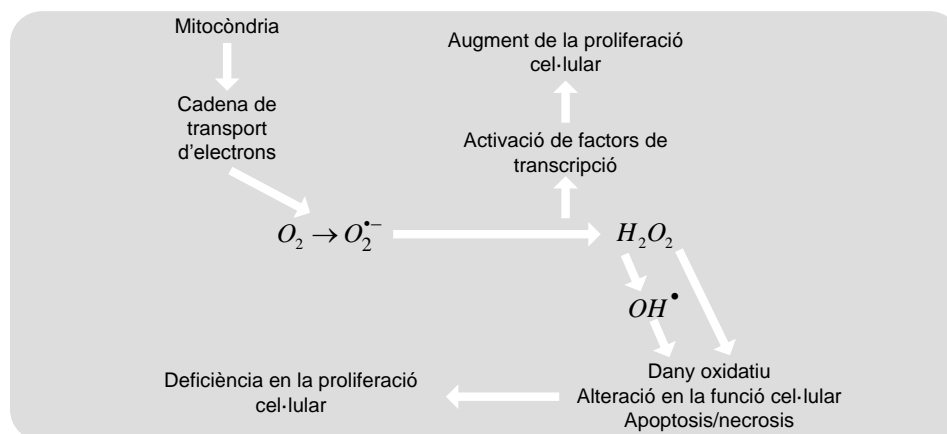 Mitocòndria
Cadena de
transport
d'electrons
Augment de la proliferació
cel·lular
Activació de factors de
transcripció
O₂ → O₂•− H₂O₂
OH•
Dany oxidatiu
Alteració en la funció cel·lular
Apoptosis/necrosis
Deficiència en la proliferació
cel·lular